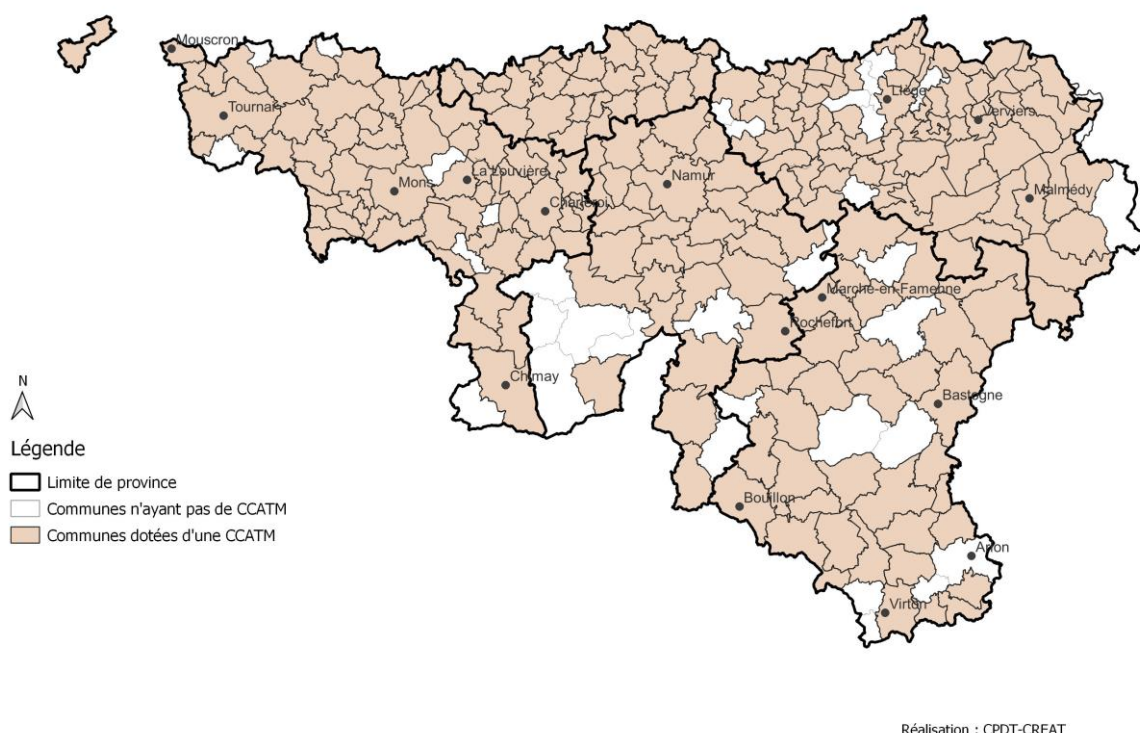 Mouscron
Tournai
Liège
Verviers
La Louvière
Mons
Namur
Charleroi
Malmédy
Marche-en-Famenne
Rochefort
Chimay
Bastogne
Bouillon
Arlon
Virton
N
Légende
Limite de province
Communes n'ayant pas de CCATM
Communes dotées d'une CCATM
Réalisation : CPDT-CREAT